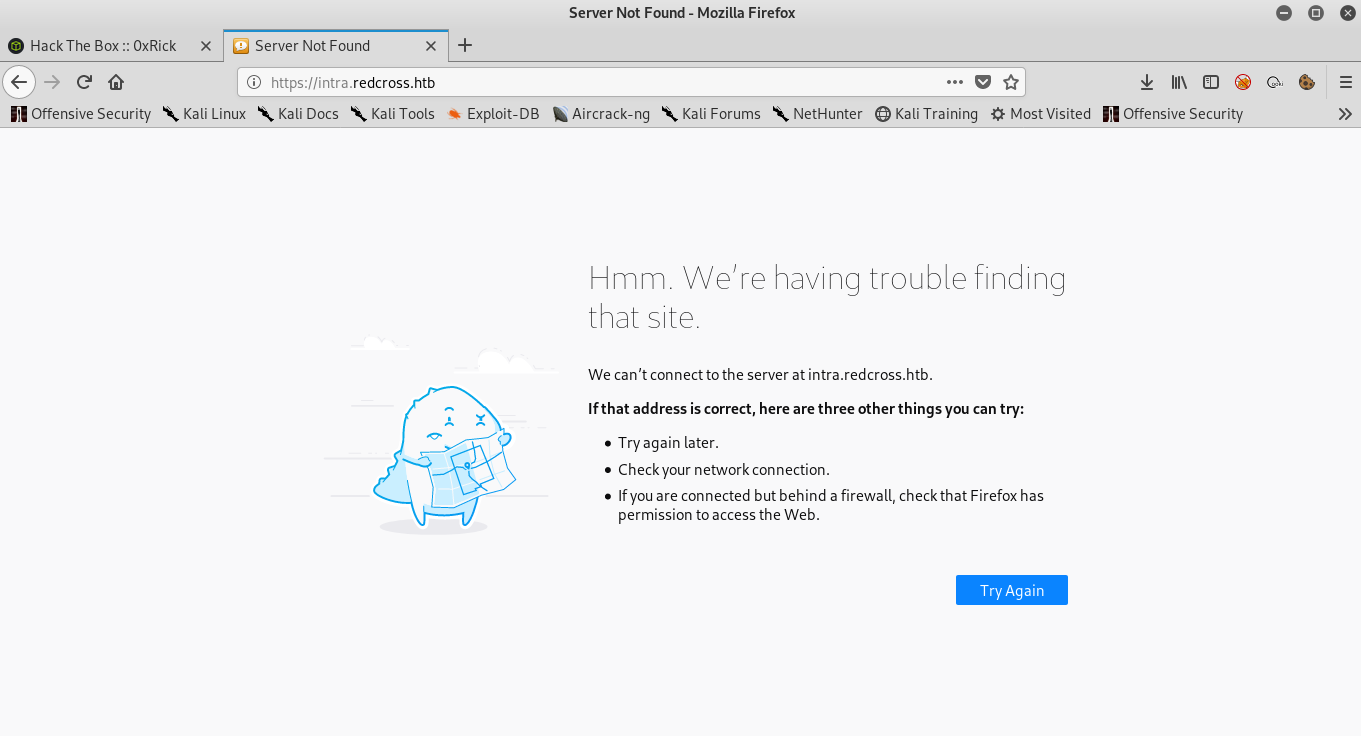 Server Not Found - Mozilla Firefox
Hack The Box :: 0xRick
Server Not Found
https://intra.redcross.htb
Offensive Security Kali Linux Kali Docs Kali Tools Exploit-DB Aircrack-ng Kali Forums NetHunter Kali Training Most Visited Offensive Security
Hmm. We're having trouble finding
that site.
We can't connect to the server at intra.redcross.htb.
If that address is correct, here are three other things you can try:
• Try again later.
• Check your network connection.
• If you are connected but behind a firewall, check that Firefox has
permission to access the Web.
Try Again